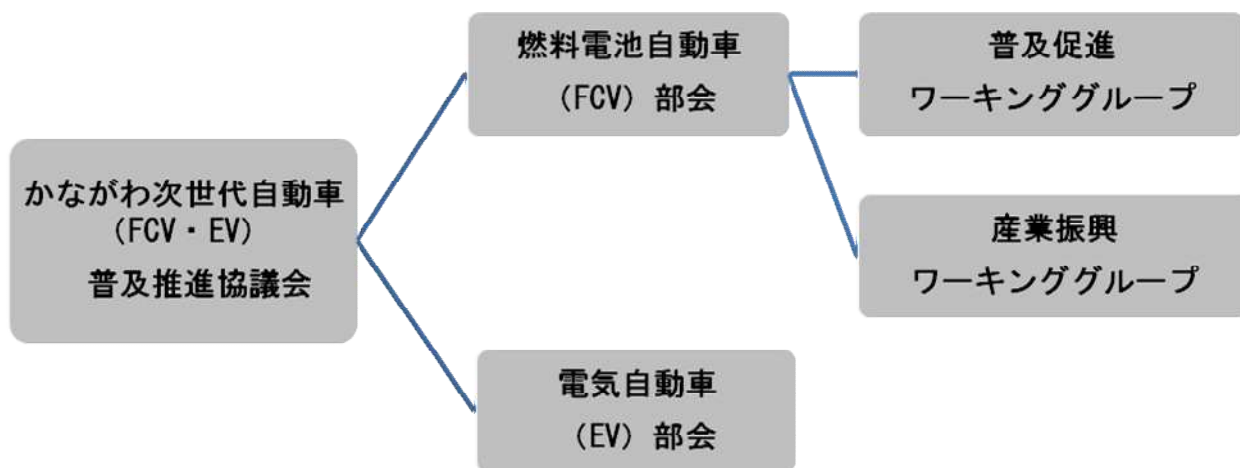 かながわ次世代自動車
(FCV・EV)
普及推進協議会
燃料電池自動車
(FCV) 部会
電気自動車
(EV) 部会
普及促進
ワーキンググループ
産業振興
ワーキンググループ